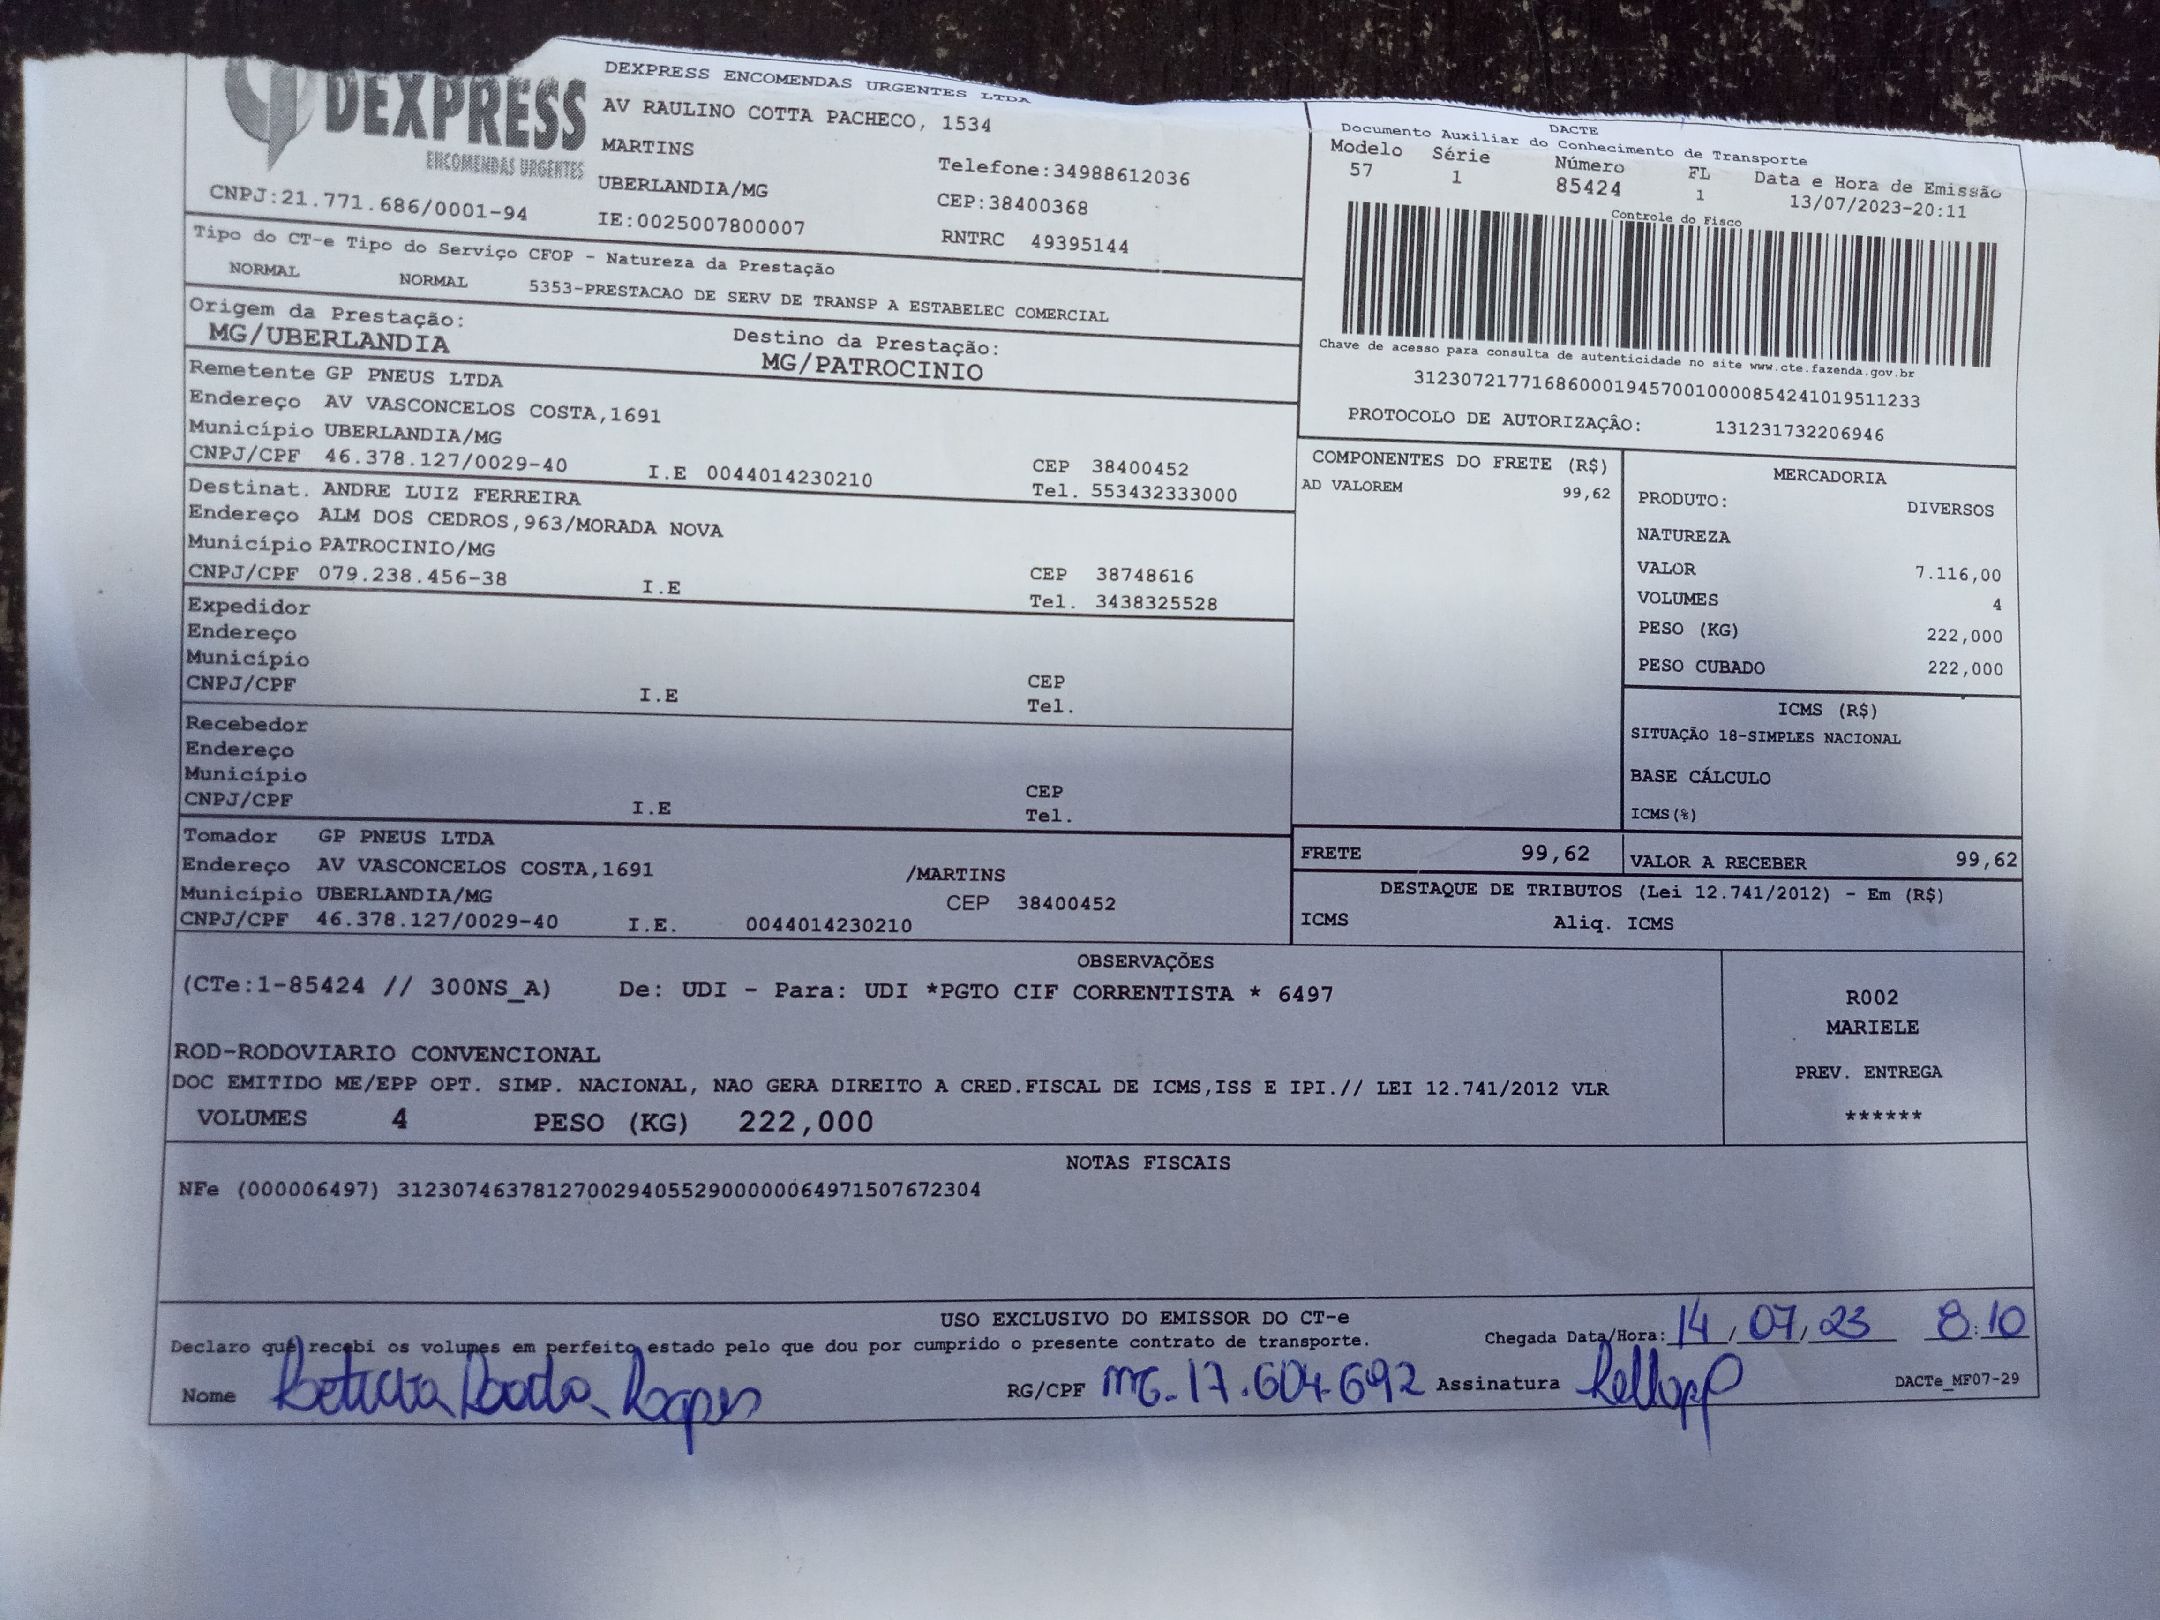 DEXPRESS
ENCOMENDAS URGENTES
CNPJ:21.771.686/0001-94
DEXPRESS ENCOMENDAS URGENTES LTDA
AV RAULINO COTTA PACHECO, 1534
MARTINS
Telefone:34988612036
UBERLANDIA/MG
CEP:38400368
IE:0025007800007
RNTRC 49395144
DACTE
Documento Auxiliar do Conhecimento de Transporte
Modelo Série Número FL Data e Hora de Emissão
57 1 85424 1 13/07/2023-20:11
Controle do Fisco
Chave de acesso para consulta de autenticidade no site www.cte.fazenda.gov.br
31230721771686000194570010000854241019511233
PROTOCOLO DE AUTORIZAÇÃO: 131231732206946
Tipo do CT-e Tipo do Serviço CFOP - Natureza da Prestação
NORMAL NORMAL 5353-PRESTACAO DE SERV DE TRANSP A ESTABELEC COMERCIAL
Origem da Prestação: Destino da Prestação:
MG/UBERLANDIA MG/PATROCINIO
Remetente GP PNEUS LTDA
Endereço AV VASCONCELOS COSTA,1691
Município UBERLANDIA/MG
CEP 38400452
CNPJ/CPF 46.378.127/0029-40 I.E 0044014230210 Tel. 553432333000
Destinat. ANDRE LUIZ FERREIRA
Endereço ALM DOS CEDROS,963/MORADA NOVA
Município PATROCINIO/MG
CEP 38748616
CNPJ/CPF 079.238.456-38 I.E Tel. 3438325528
Expedidor
Endereço
Município
CEP
CNPJ/CPF I.E Tel.
Recebedor
Endereço
Município
CEP
CNPJ/CPF I.E Tel.
Tomador GP PNEUS LTDA
Endereço AV VASCONCELOS COSTA,1691 /MARTINS
Município UBERLANDIA/MG CEP 38400452
CNPJ/CPF 46.378.127/0029-40 I.E. 0044014230210
COMPONENTES DO FRETE (R$)
AD VALOREM 99,62
MERCADORIA
PRODUTO: DIVERSOS
NATUREZA
VALOR 7.116,00
VOLUMES 4
PESO (KG) 222,000
PESO CUBADO 222,000
ICMS (R$)
SITUAÇÃO 18-SIMPLES NACIONAL
BASE CÁLCULO
ICMS(%)
FRETE 99,62 VALOR A RECEBER 99,62
DESTAQUE DE TRIBUTOS (Lei 12.741/2012) - Em (R$)
ICMS Aliq. ICMS
OBSERVAÇÕES
(CTe:1-85424 // 300NS_A) De: UDI - Para: UDI *PGTO CIF CORRENTISTA * 6497
ROD-RODOVIARIO CONVENCIONAL
DOC EMITIDO ME/EPP OPT. SIMP. NACIONAL, NAO GERA DIREITO A CRED.FISCAL DE ICMS,ISS E IPI.// LEI 12.741/2012 VLR
VOLUMES 4 PESO (KG) 222,000
R002
MARIELE
PREV. ENTREGA
******
NOTAS FISCAIS
NFe (000006497) 31230746378127002940552900000064971507672304
USO EXCLUSIVO DO EMISSOR DO CT-e
Declaro que recebi os volumes em perfeito estado pelo que dou por cumprido o presente contrato de transporte. Chegada Data/Hora: 14/07/23 8:10
Nome RG/CPF MG-17.604.692 Assinatura DACTe_MF07-29